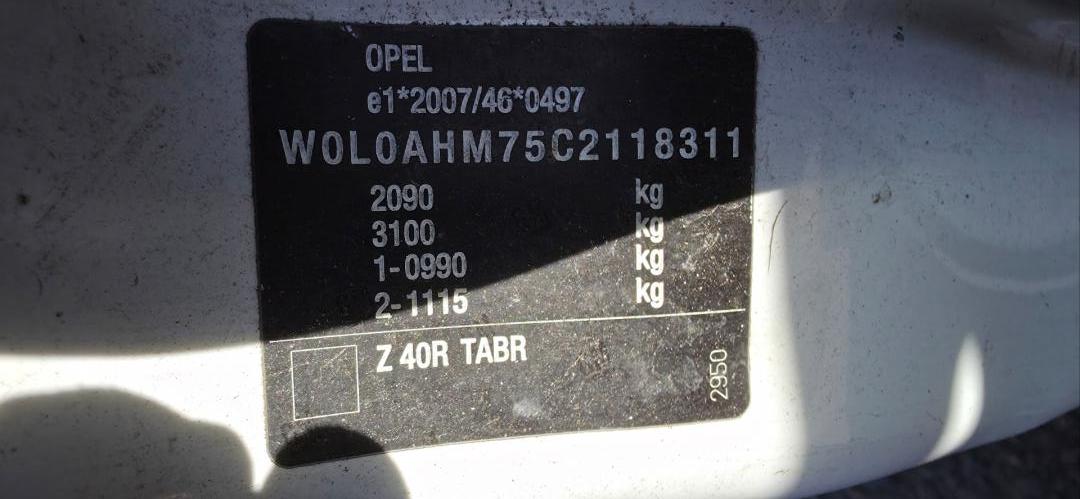 OPEL
e1*2007/46*0497
W0L0AHM75C2118311
2090 kg
3100 kg
1-0990 kg
2-1115 kg
Z 40R TABR
2950